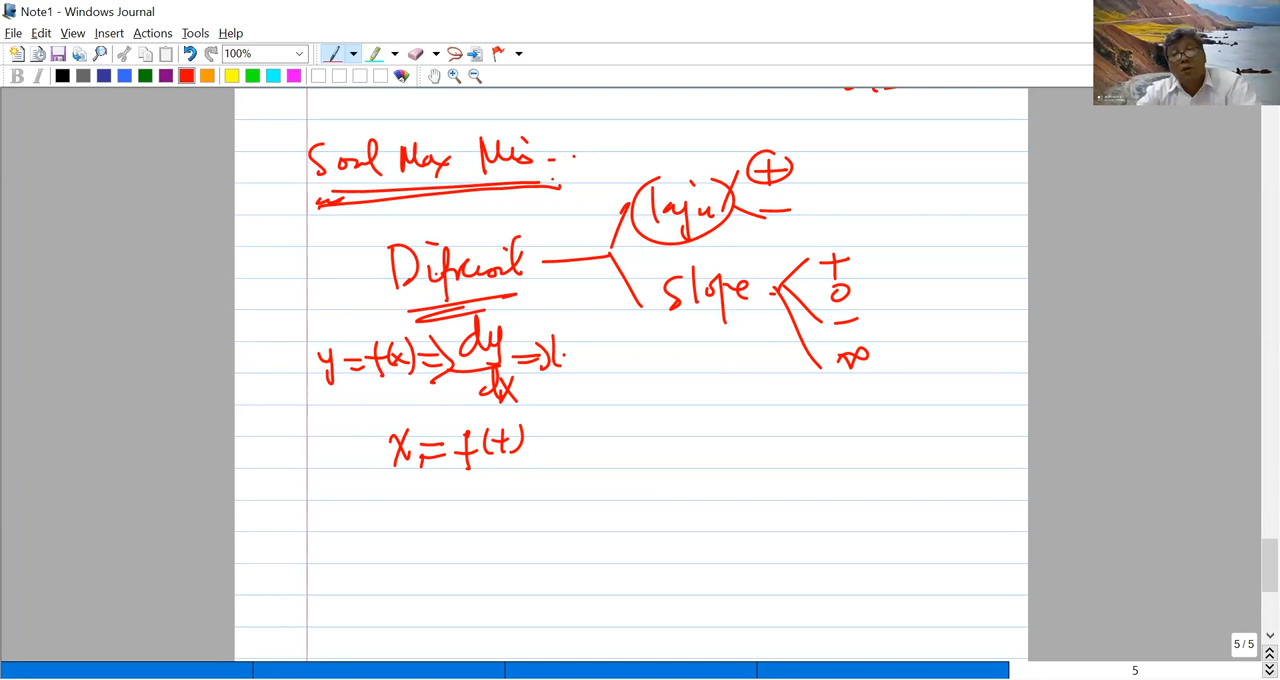 Note1 - Windows Journal
File Edit View Insert Actions Tools Help
100%
B I
Soal Max Min ...
laju + -
Difrensil
slope + 0 - ∞
y = f(x) => dy/dx =>
x = f(t)
5 / 5
5